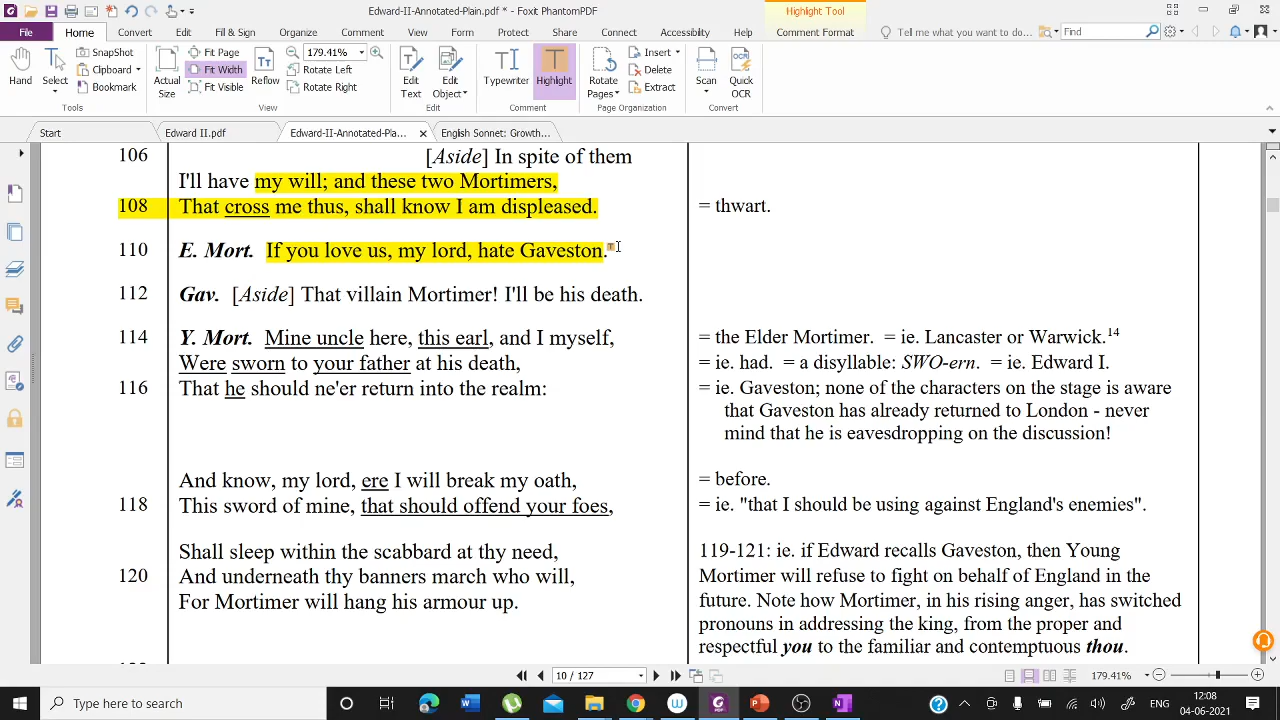 Edward-II-Annotated-Plain.pdf * - Foxit PhantomPDF
Highlight Tool
File Home Convert Edit Fill & Sign Organize Comment View Form Protect Share Connect Accessibility Help Comment Format Tell me what you want to do... Find
Hand Select SnapShot Clipboard Bookmark Actual Size Fit Page Fit Width Fit Visible Reflow 179.41% Rotate Left Rotate Right Edit Text Edit Object Typewriter Highlight Rotate Pages Insert Delete Extract Scan Quick OCR
Tools View Edit Comment Page Organization Convert
Start Edward II.pdf Edward-II-Annotated-Pla... English Sonnet: Growth...
106 [Aside] In spite of them
I'll have my will; and these two Mortimers,
108 That cross me thus, shall know I am displeased. = thwart.
110 E. Mort. If you love us, my lord, hate Gaveston.
112 Gav. [Aside] That villain Mortimer! I'll be his death.
114 Y. Mort. Mine uncle here, this earl, and I myself, = the Elder Mortimer. = ie. Lancaster or Warwick.14
Were sworn to your father at his death, = ie. had. = a disyllable: SWO-ern. = ie. Edward I.
116 That he should ne'er return into the realm: = ie. Gaveston; none of the characters on the stage is aware
that Gaveston has already returned to London - never
mind that he is eavesdropping on the discussion!
And know, my lord, ere I will break my oath, = before.
118 This sword of mine, that should offend your foes, = ie. "that I should be using against England's enemies".
Shall sleep within the scabbard at thy need, 119-121: ie. if Edward recalls Gaveston, then Young
120 And underneath thy banners march who will, Mortimer will refuse to fight on behalf of England in the
For Mortimer will hang his armour up. future. Note how Mortimer, in his rising anger, has switched
pronouns in addressing the king, from the proper and
respectful you to the familiar and contemptuous thou.
10 / 127 179.41%
Type here to search ENG 12:08
04-06-2021